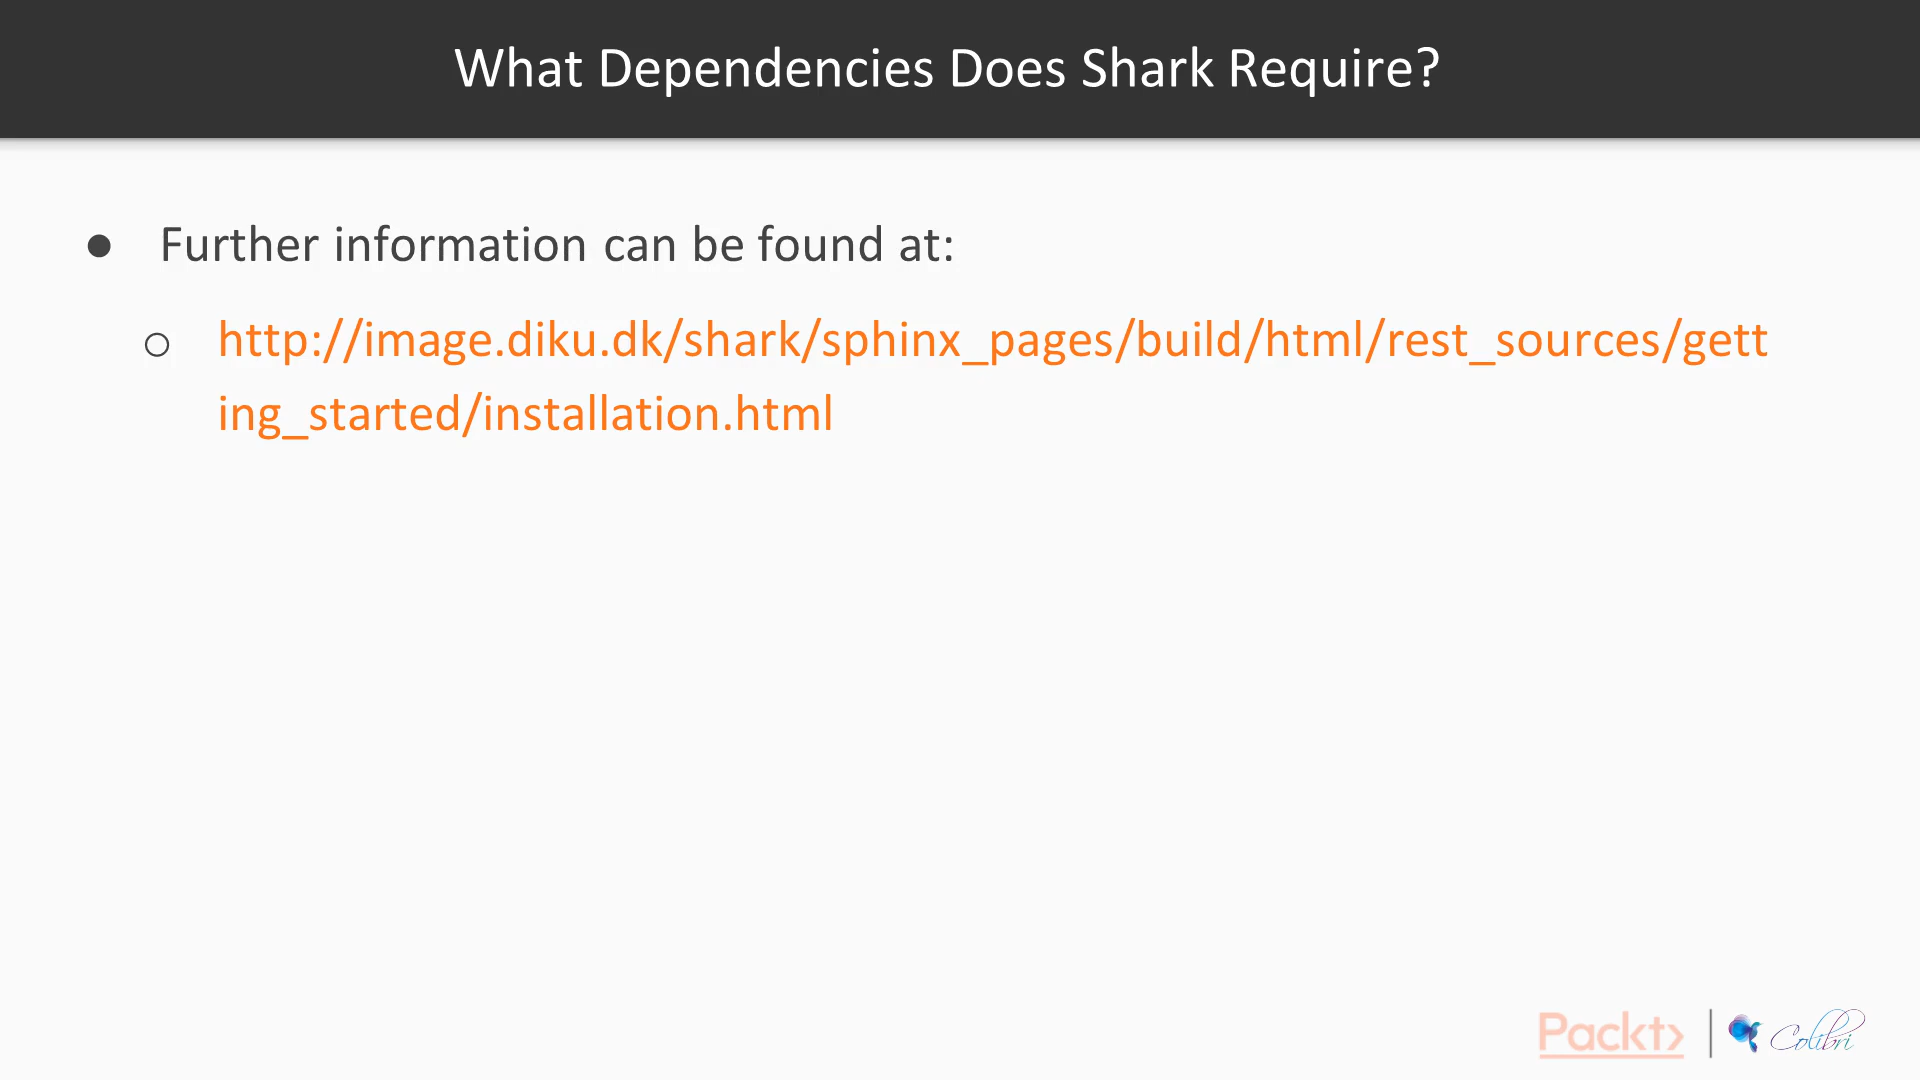 What Dependencies Does Shark Require?
● Further information can be found at:
○ http://image.diku.dk/shark/sphinx_pages/build/html/rest_sources/gett
ing_started/installation.html
Packt>
Colibri